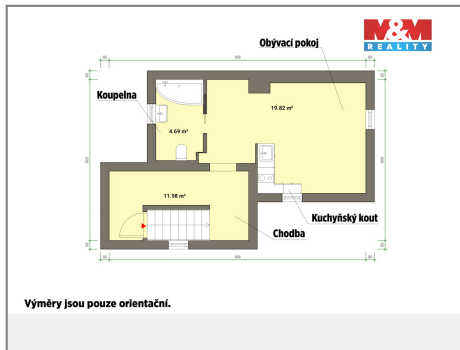 M&M
REALITY
Obývací pokoj
Koupelna
19.82 m²
4.69 m²
11.98 m²
Kuchyňský kout
Chodba
Výměry jsou pouze orientační.